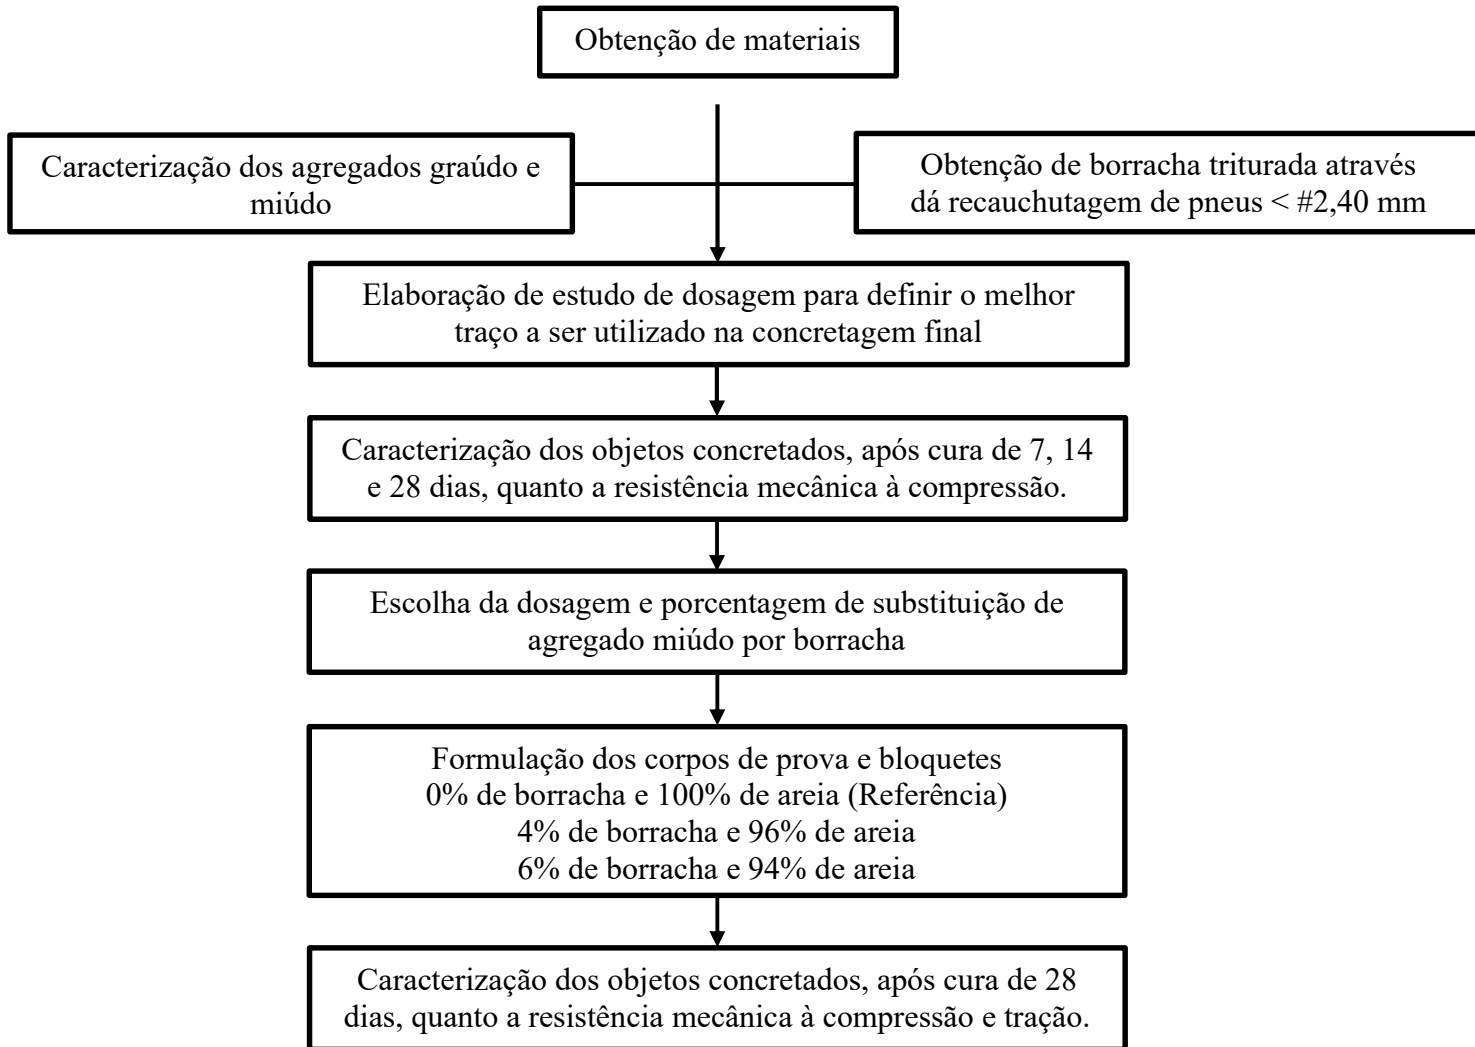 Obtenção de materiais
Caracterização dos agregados graúdo e
miúdo
Obtenção de borracha triturada através
dá recauchutagem de pneus < #2,40 mm
Elaboração de estudo de dosagem para definir o melhor
traço a ser utilizado na concretagem final
Caracterização dos objetos concretados, após cura de 7, 14
e 28 dias, quanto a resistência mecânica à compressão.
Escolha da dosagem e porcentagem de substituição de
agregado miúdo por borracha
Formulação dos corpos de prova e bloquetes
0% de borracha e 100% de areia (Referência)
4% de borracha e 96% de areia
6% de borracha e 94% de areia
Caracterização dos objetos concretados, após cura de 28
dias, quanto a resistência mecânica à compressão e tração.